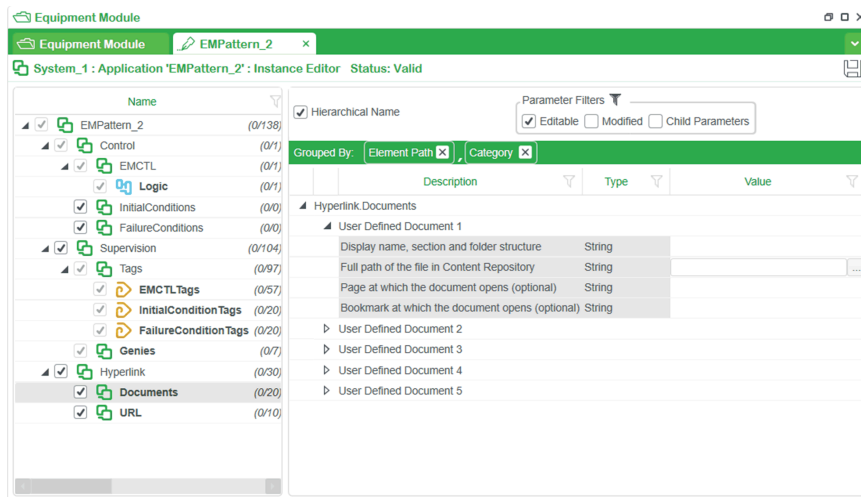 Equipment Module
Equipment Module
EMPattern_2
System_1 : Application 'EMPattern_2' : Instance Editor Status: Valid
Name
EMPattern_2 (0/138)
Control (0/1)
EMCTL (0/1)
Logic (0/1)
InitialConditions (0/0)
FailureConditions (0/0)
Supervision (0/104)
Tags (0/97)
EMCTLTags (0/57)
InitialConditionTags (0/20)
FailureConditionTags (0/20)
Genies (0/7)
Hyperlink (0/30)
Documents (0/20)
URL (0/10)
Hierarchical Name
Parameter Filters
Editable Modified Child Parameters
Grouped By: Element Path , Category
Description Type Value
Hyperlink.Documents
User Defined Document 1
Display name, section and folder structure String
Full path of the file in Content Repository String ...
Page at which the document opens (optional) String
Bookmark at which the document opens (optional) String
User Defined Document 2
User Defined Document 3
User Defined Document 4
User Defined Document 5